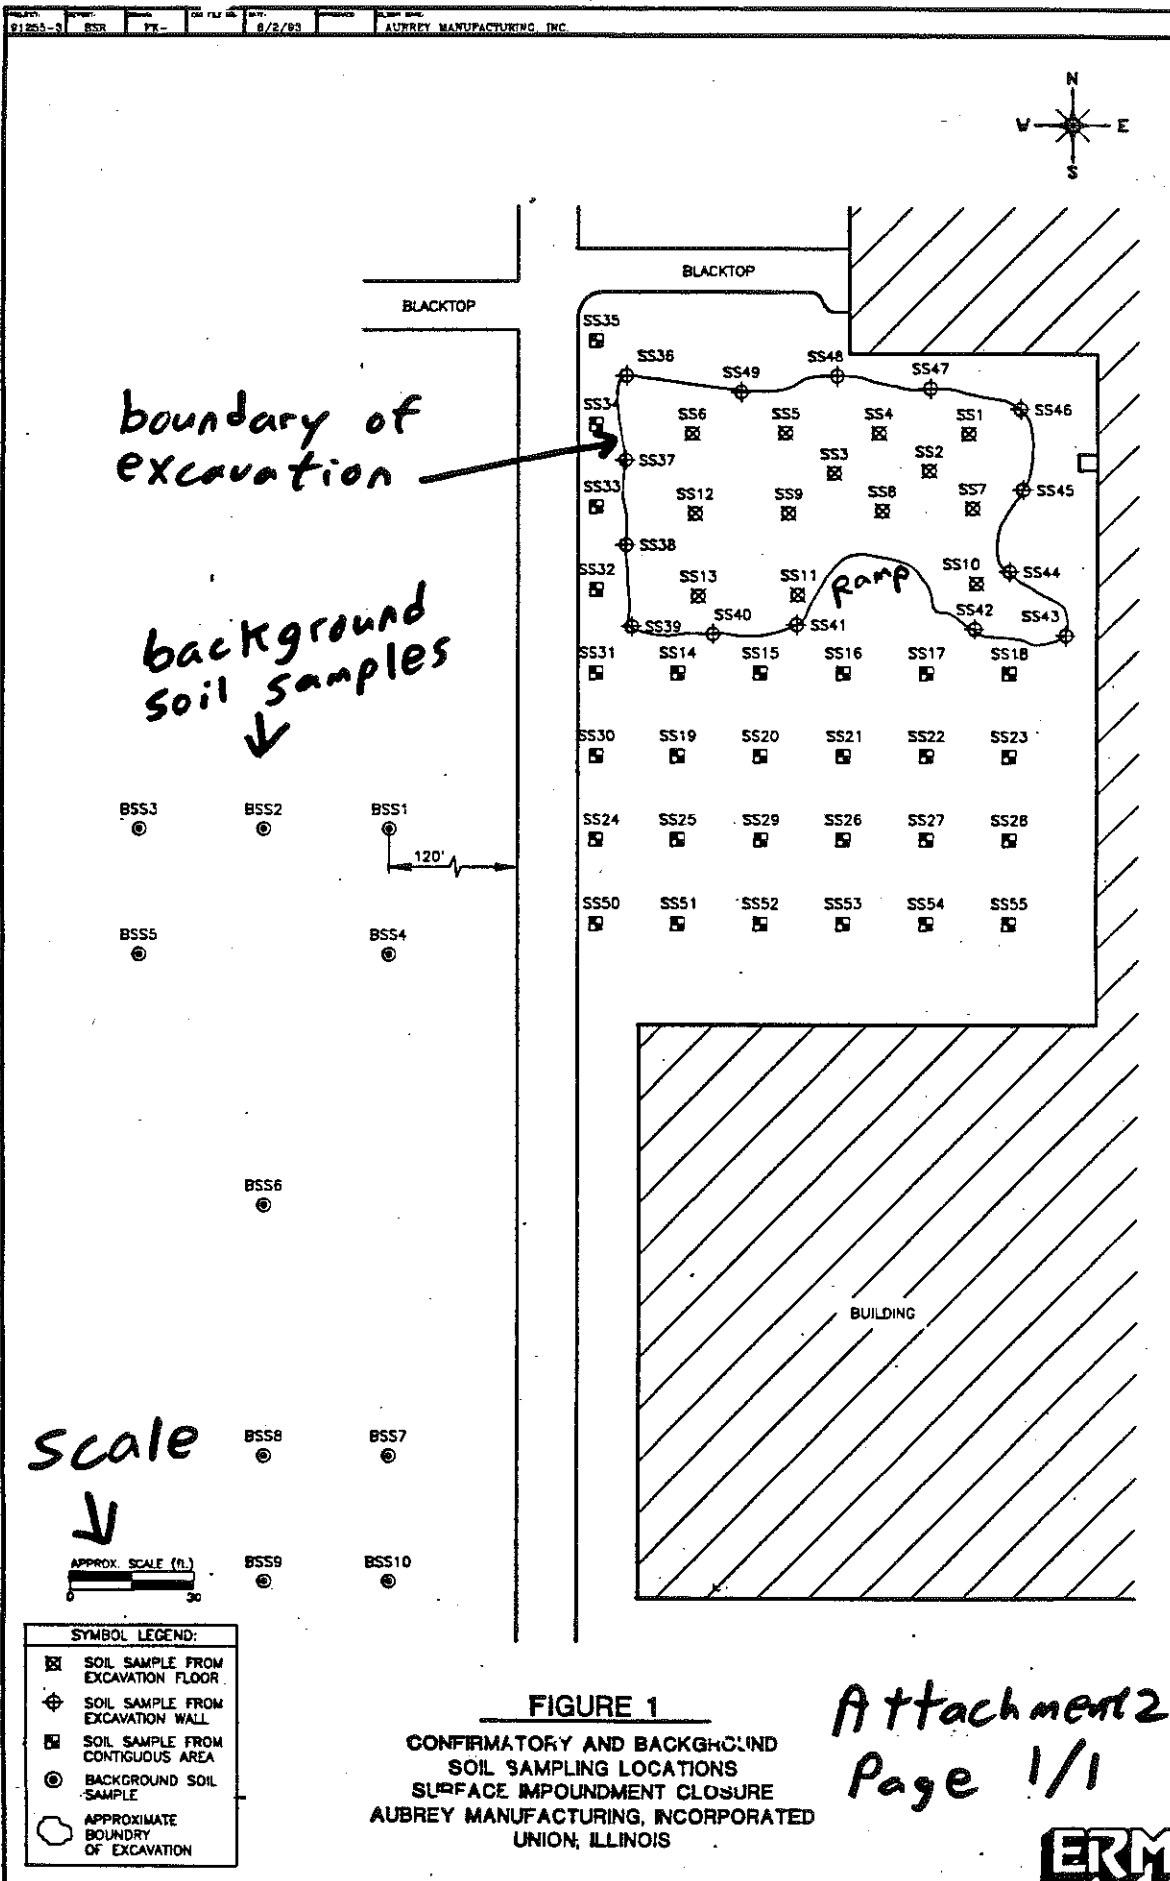 91255-3 BSR 8/2/93 AUBREY MANUFACTURING, INC.
N
W E
S
BLACKTOP
BLACKTOP
SS35
SS36
SS49
SS48
SS47
SS46
boundary of
excavation
SS34
SS6
SS5
SS4
SS1
SS37
SS3
SS2
SS33
SS12
SS9
SS8
SS7
SS45
SS38
SS32
SS13
SS11
Ramp
SS10
SS44
SS39
SS40
SS41
SS42
SS43
background
soil samples
SS31 SS14 SS15 SS16 SS17 SS18
SS30 SS19 SS20 SS21 SS22 SS23
BSS3 BSS2 BSS1
SS24 SS25 SS29 SS26 SS27 SS28
120'
SS50 SS51 SS52 SS53 SS54 SS55
BSS5 BSS4
BSS6
BUILDING
scale
BSS8 BSS7
APPROX. SCALE (ft.)
0 30
BSS9 BSS10
SYMBOL LEGEND:
SOIL SAMPLE FROM
EXCAVATION FLOOR
SOIL SAMPLE FROM
EXCAVATION WALL
SOIL SAMPLE FROM
CONTIGUOUS AREA
BACKGROUND SOIL
SAMPLE
APPROXIMATE
BOUNDRY
OF EXCAVATION
FIGURE 1
CONFIRMATORY AND BACKGROUND
SOIL SAMPLING LOCATIONS
SURFACE IMPOUNDMENT CLOSURE
AUBREY MANUFACTURING, INCORPORATED
UNION, ILLINOIS
Attachment 2
Page 1/1
ERM